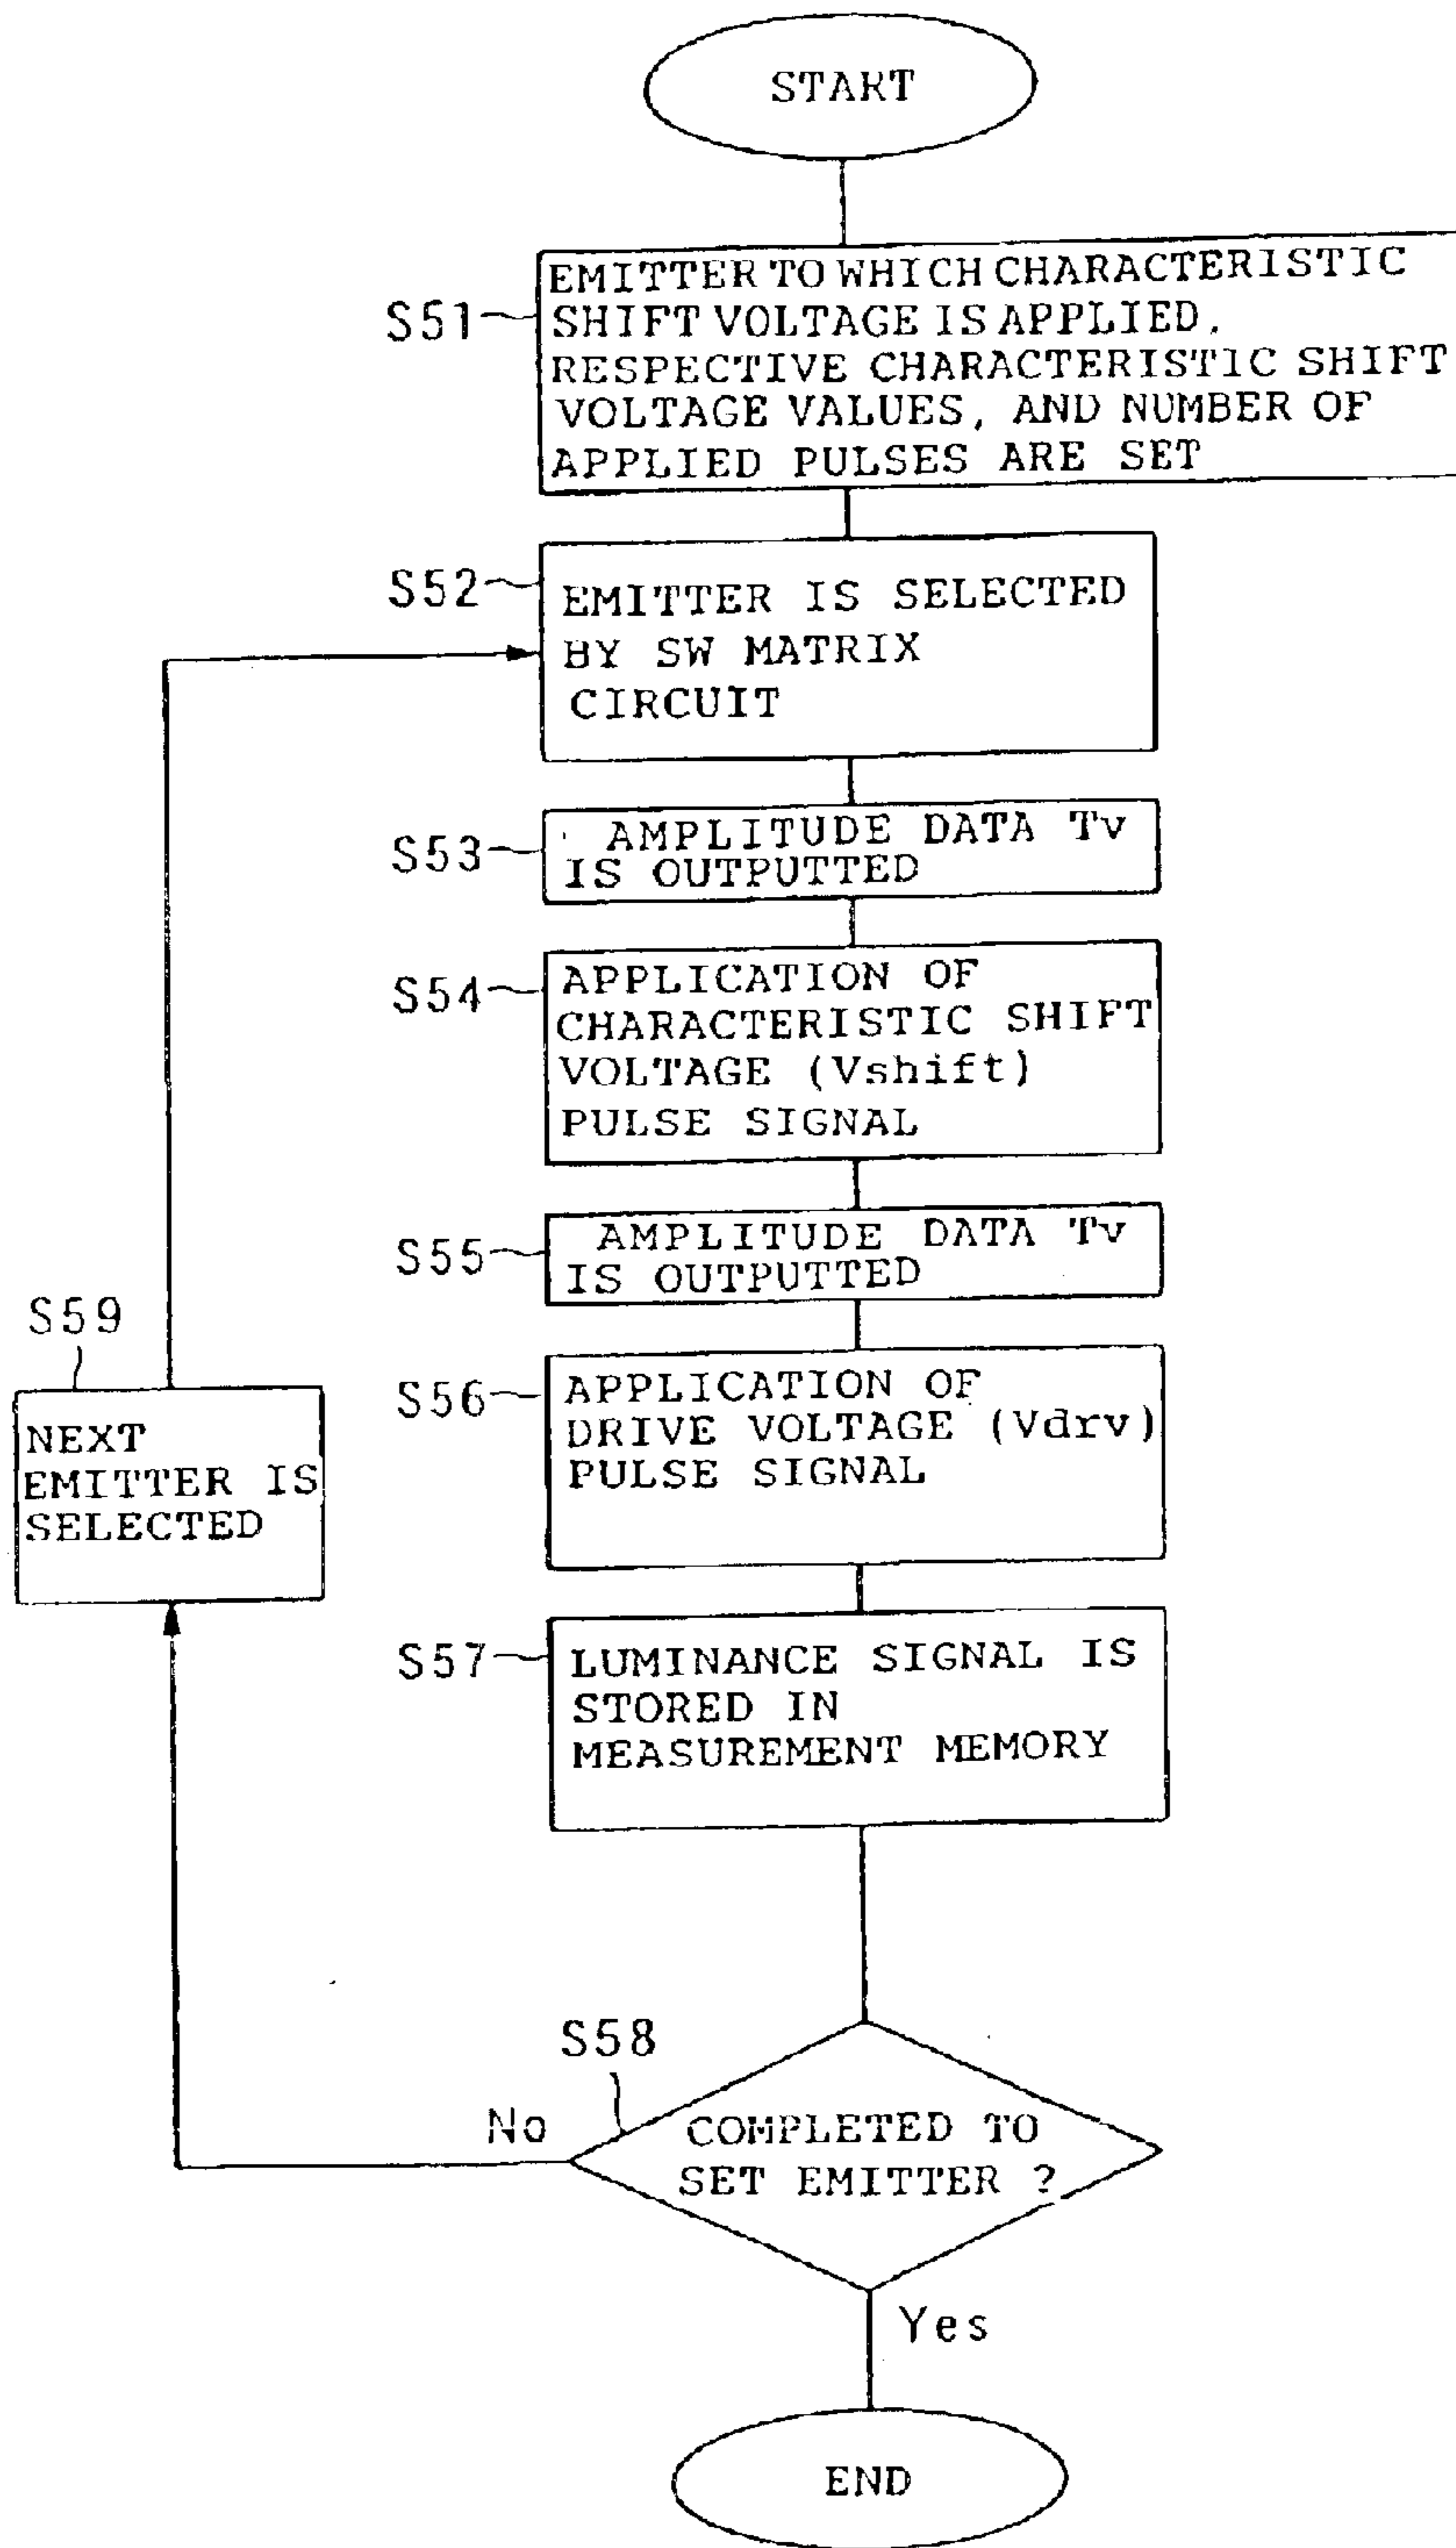 START
S51
EMITTER TO WHICH CHARACTERISTIC
SHIFT VOLTAGE IS APPLIED,
RESPECTIVE CHARACTERISTIC SHIFT
VOLTAGE VALUES, AND NUMBER OF
APPLIED PULSES ARE SET
S52
EMITTER IS SELECTED
BY SW MATRIX
CIRCUIT
S53
AMPLITUDE DATA Tv
IS OUTPUTTED
S54
APPLICATION OF
CHARACTERISTIC SHIFT
VOLTAGE (Vshift)
PULSE SIGNAL
S55
AMPLITUDE DATA Tv
IS OUTPUTTED
S56
APPLICATION OF
DRIVE VOLTAGE (Vdrv)
PULSE SIGNAL
S57
LUMINANCE SIGNAL IS
STORED IN
MEASUREMENT MEMORY
S58
COMPLETED TO
SET EMITTER ?
No
Yes
S59
NEXT
EMITTER IS
SELECTED
END